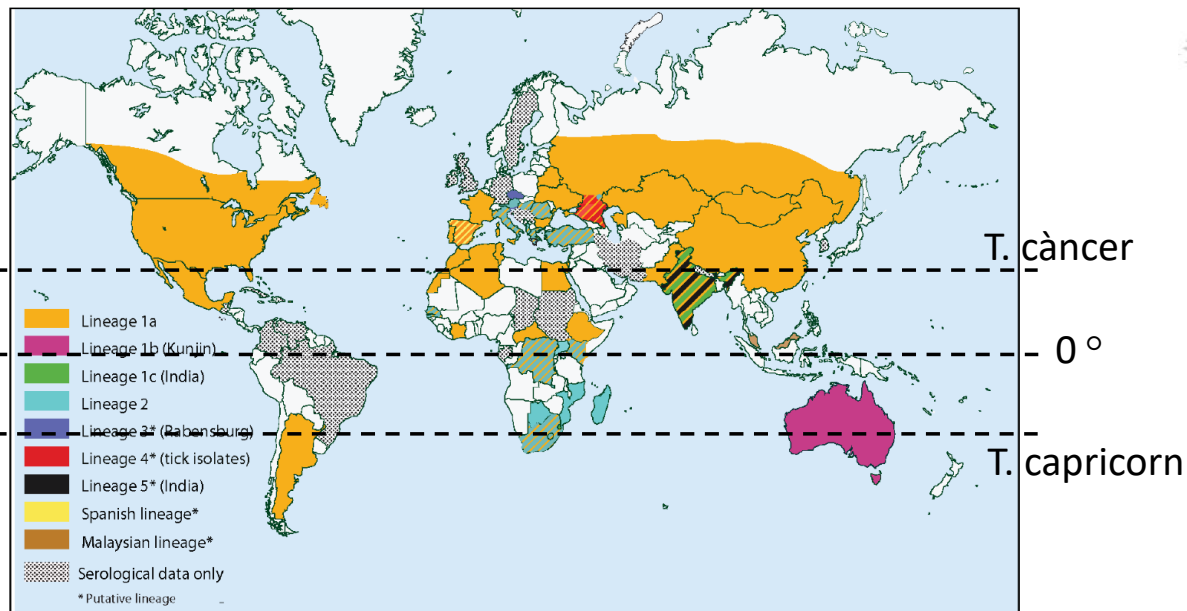 T. càncer
0 °
T. capricorn
Lineage 1a
Lineage 1b (Kunjin)
Lineage 1c (India)
Lineage 2
Lineage 3* (Rabensburg)
Lineage 4* (tick isolates)
Lineage 5* (India)
Spanish lineage*
Malaysian lineage*
Serological data only
* Putative lineage